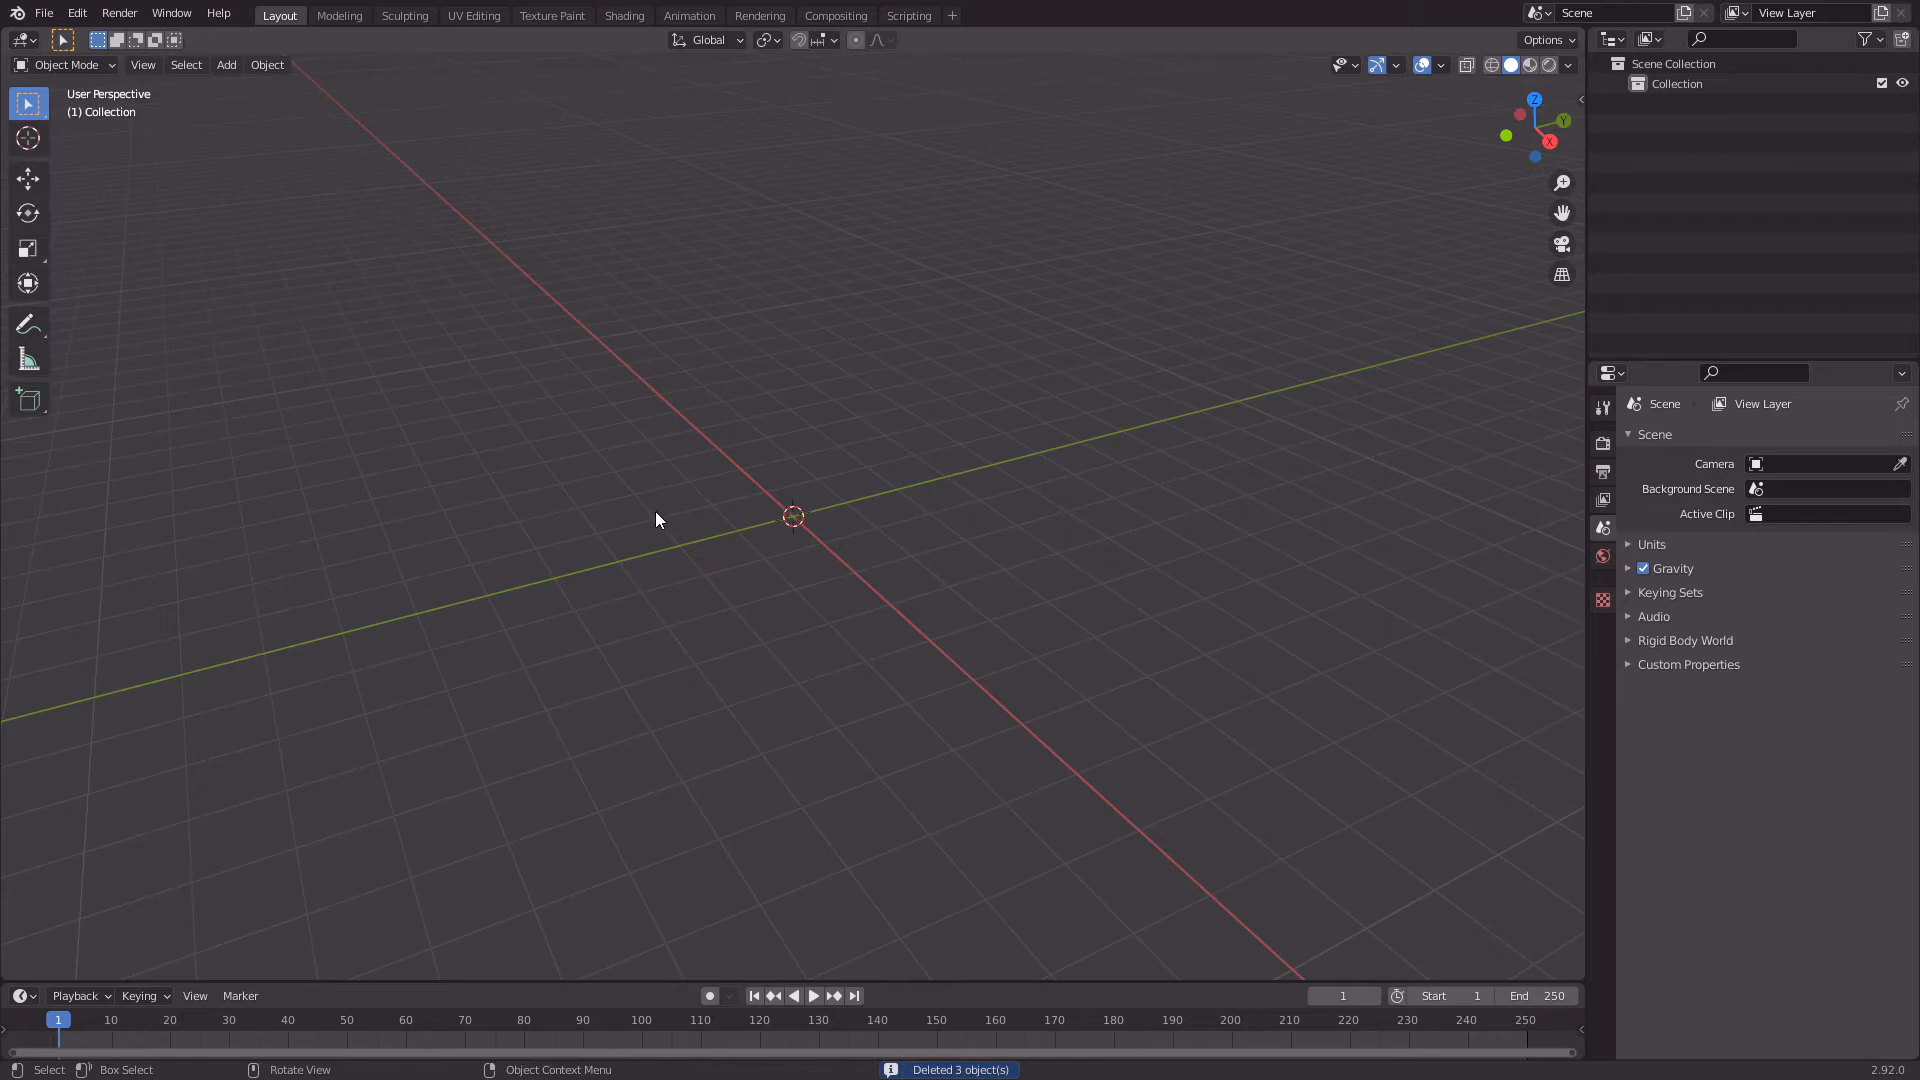 File Edit Render Window Help Layout Modeling Sculpting UV Editing Texture Paint Shading Animation Rendering Compositing Scripting + Scene View Layer
Global Options
Object Mode View Select Add Object
User Perspective
(1) Collection
Z
Y
X
Scene Collection
Collection
Scene View Layer
Scene
Camera
Background Scene
Active Clip
Units
Gravity
Keying Sets
Audio
Rigid Body World
Custom Properties
Playback Keying View Marker 1 Start 1 End 250
1 10 20 30 40 50 60 70 80 90 100 110 120 130 140 150 160 170 180 190 200 210 220 230 240 250
Select Box Select Rotate View Object Context Menu Deleted 3 object(s) 2.92.0